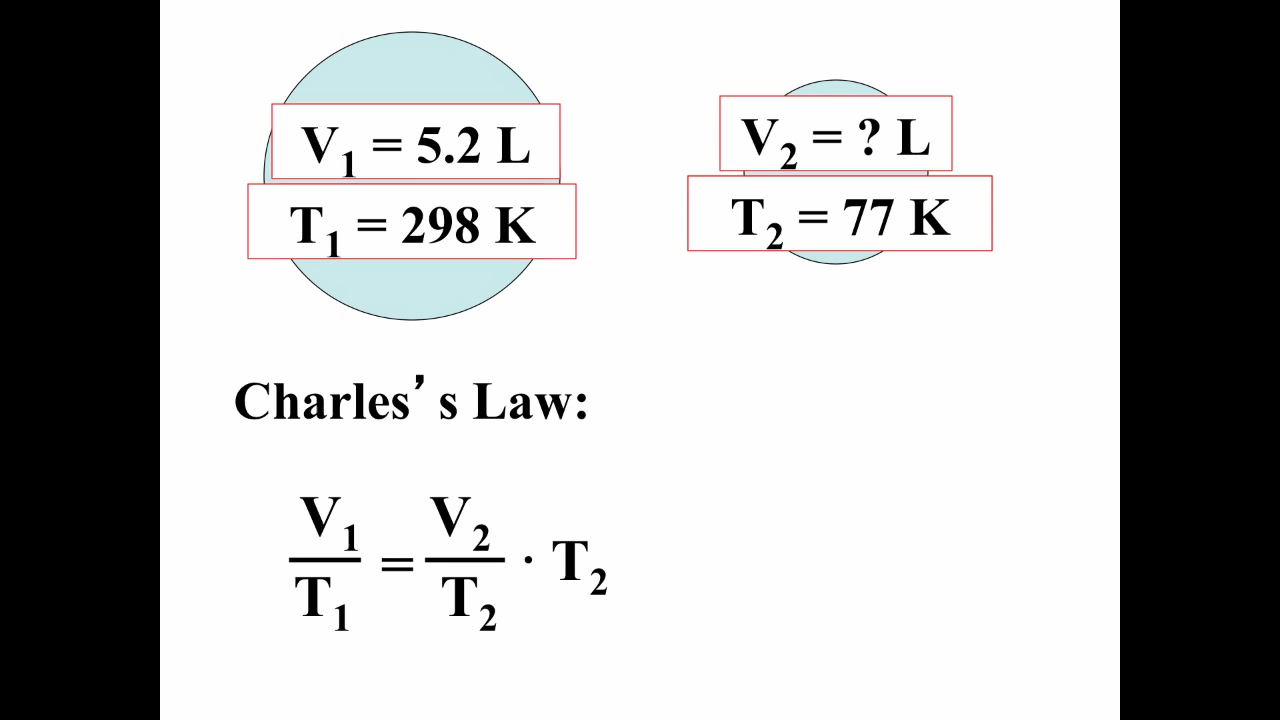 V₁ = 5.2 L
T₁ = 298 K
V₂ = ? L
T₂ = 77 K
Charles’s Law:
V₁/T₁ = V₂/T₂ · T₂